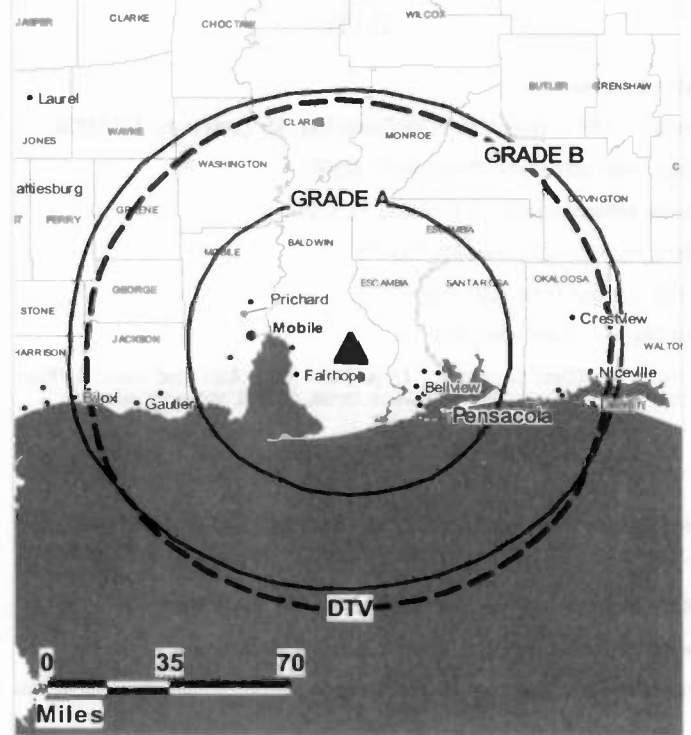 WILCOX
CLARKE
JASPER
CHOCTAW
BUTLER
CRENSHAW
Laurel
CLARKE
WAYNE
MONROE
JONES
GRADE B
WASHINGTON
attiesburg
GRADE A
COVINGTON
PERRY
GREENE
ESCAMBIA
BALDWIN
MOBILE
ESCAMBIA
SANTA ROSA
OKALOOSA
GEORGE
Prichard
STONE
Crestview
Mobile
JACKSON
HARRISON
WALTO
Fairhope
Niceville
Bellview
Biloxi
Gautier
Pensacola
DTV
0 35 70
Miles